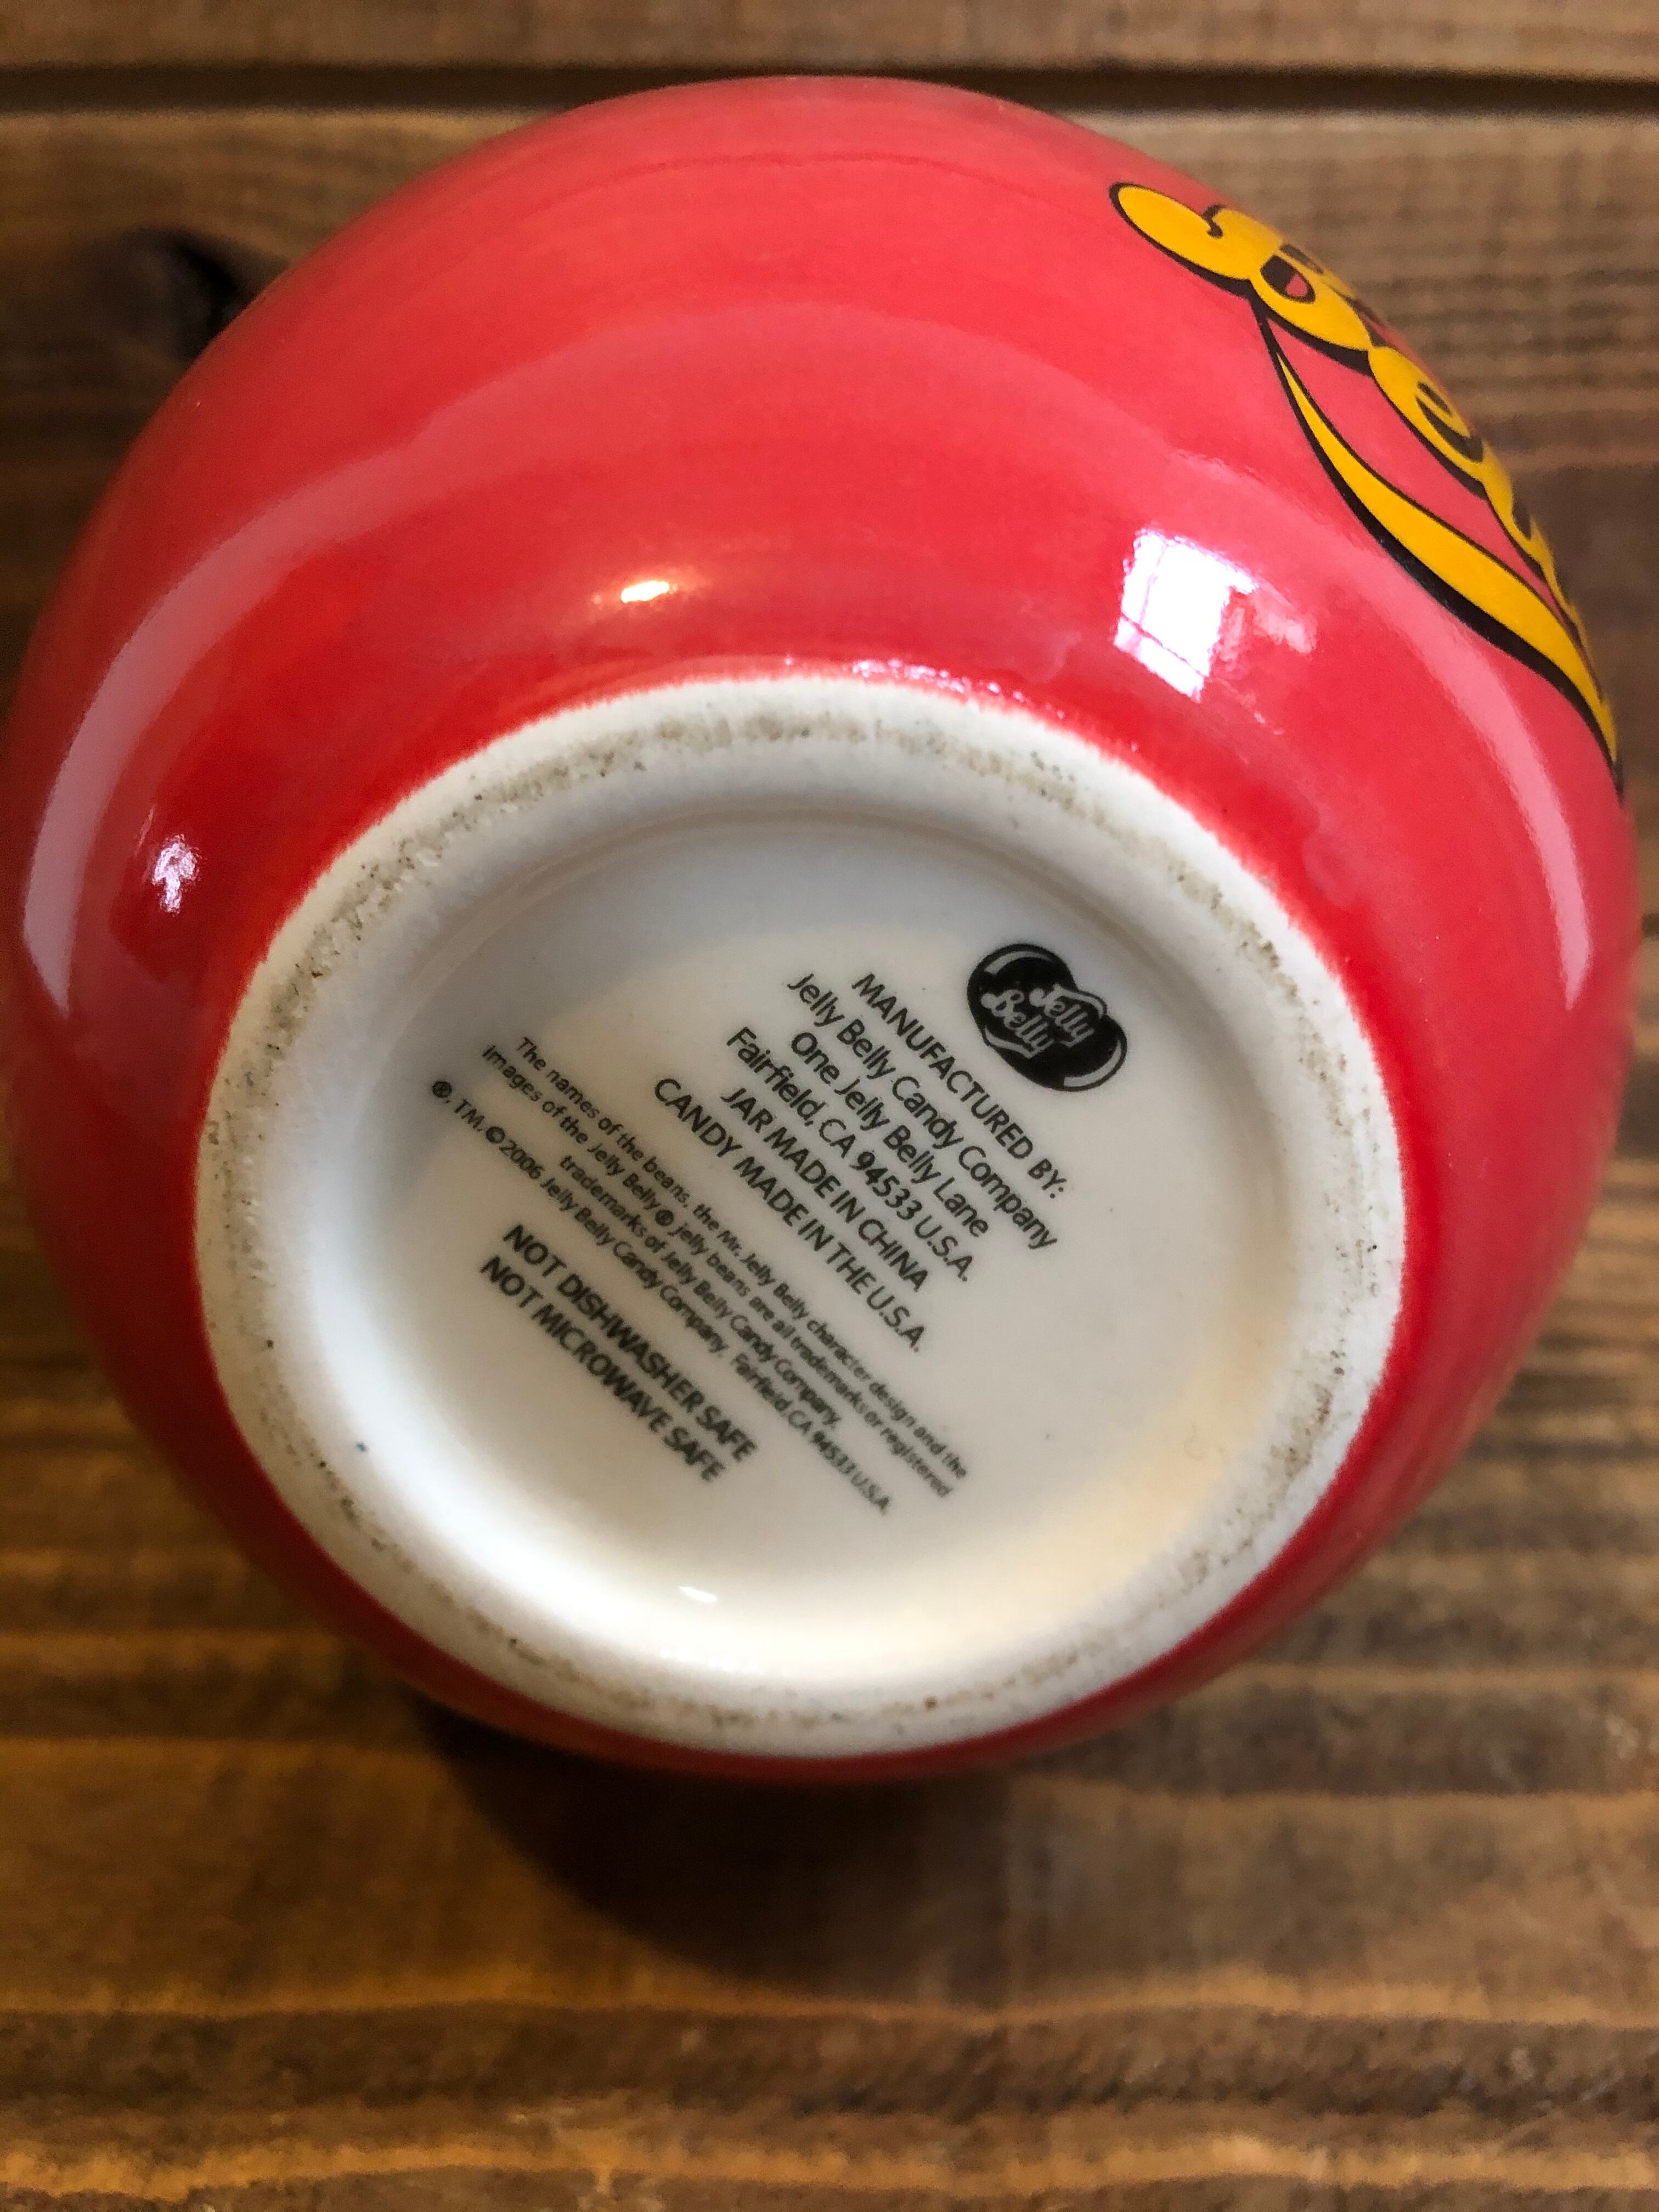 Jelly
Belly
MANUFACTURED BY:
Jelly Belly Candy Company
One Jelly Belly Lane
Fairfield, CA 94533 U.S.A.
JAR MADE IN CHINA
CANDY MADE IN THE U.S.A.
The names of the beans, the Mr. Jelly Belly character design and the
images of the Jelly Belly® jelly beans are all trademarks or registered
trademarks of Jelly Belly Candy Company.
®, TM, ©2006 Jelly Belly Candy Company, Fairfield CA 94533 U.S.A.
NOT DISHWASHER SAFE
NOT MICROWAVE SAFE